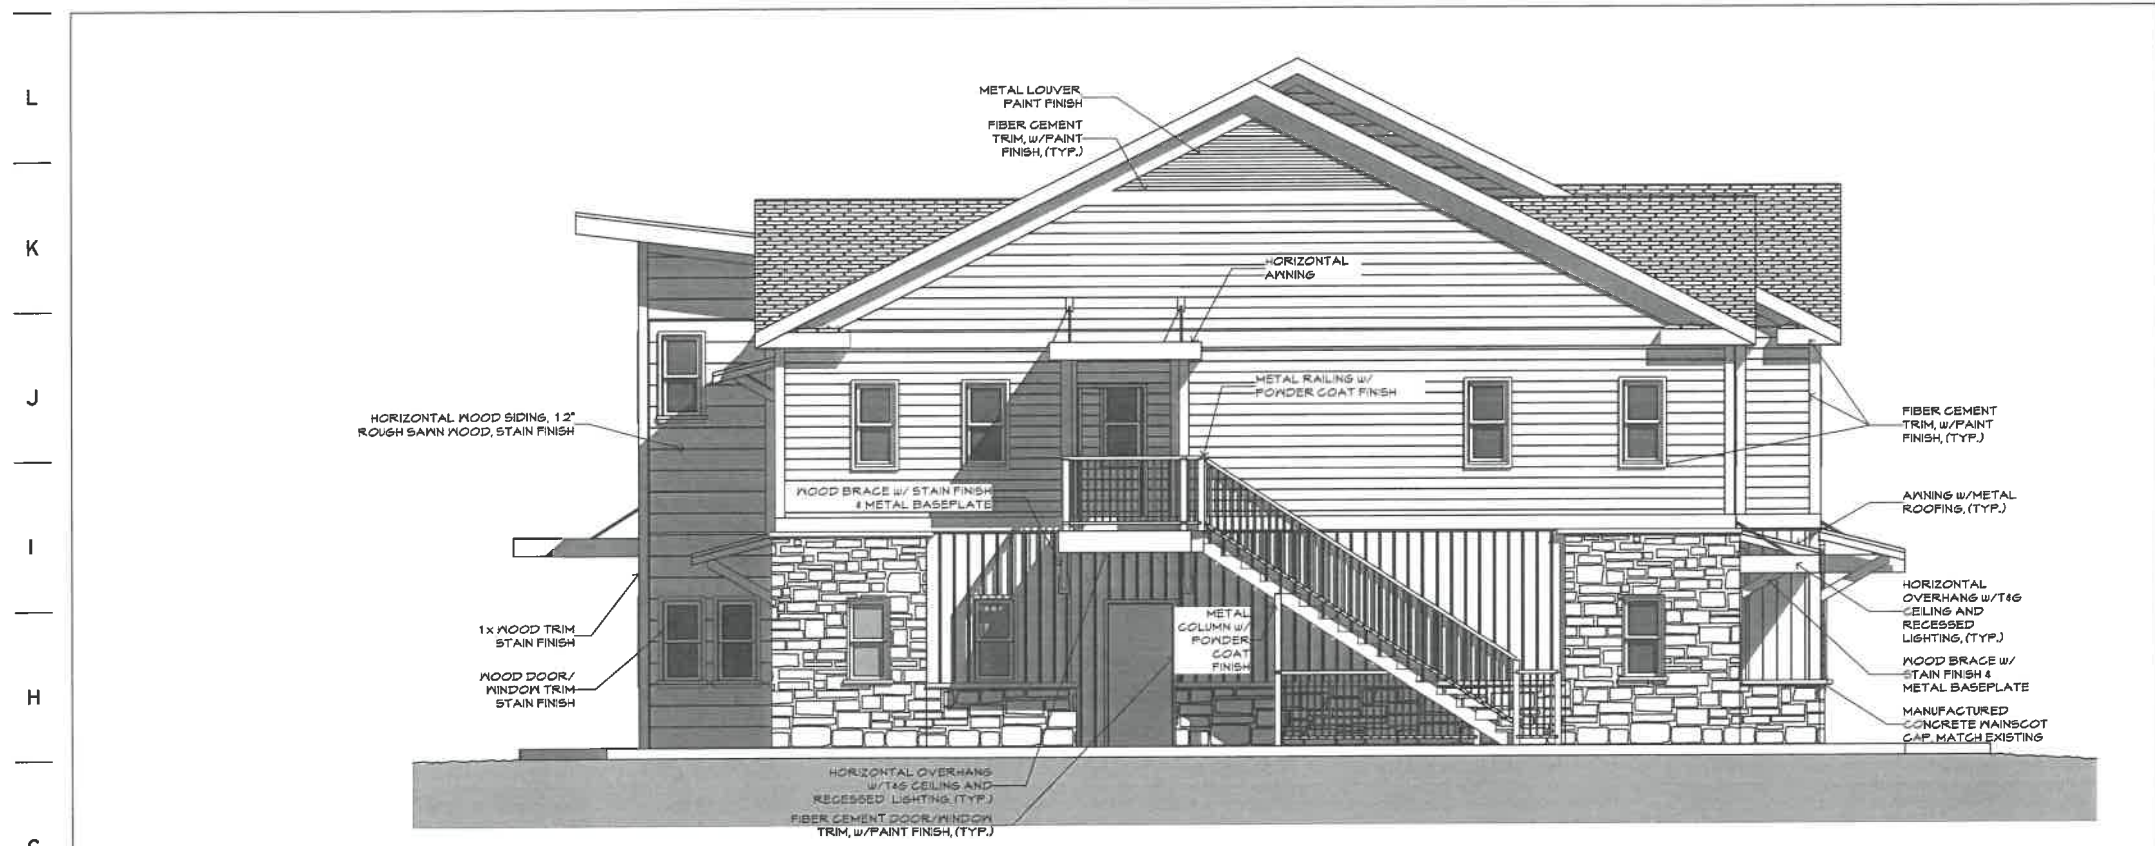 L
K
J
I
H
METAL LOUVER
PAINT FINISH
FIBER CEMENT
TRIM, W/PAINT
FINISH, (TYP.)
HORIZONTAL
AWNING
METAL RAILING W/
POWDER COAT FINISH
HORIZONTAL WOOD SIDING, 12"
ROUGH SAWN WOOD, STAIN FINISH
WOOD BRACE W/ STAIN FINISH
& METAL BASEPLATE
1x WOOD TRIM
STAIN FINISH
WOOD DOOR/
WINDOW TRIM
STAIN FINISH
METAL
COLUMN W/
POWDER
COAT
FINISH
HORIZONTAL OVERHANG
W/T&G CEILING AND
RECESSED LIGHTING, (TYP.)
FIBER CEMENT DOOR/WINDOW
TRIM, W/PAINT FINISH, (TYP.)
FIBER CEMENT
TRIM, W/PAINT
FINISH, (TYP.)
AWNING W/METAL
ROOFING, (TYP.)
HORIZONTAL
OVERHANG W/T&G
CEILING AND
RECESSED
LIGHTING, (TYP.)
WOOD BRACE W/
STAIN FINISH &
METAL BASEPLATE
MANUFACTURED
CONCRETE WAINSCOT
CAP, MATCH EXISTING